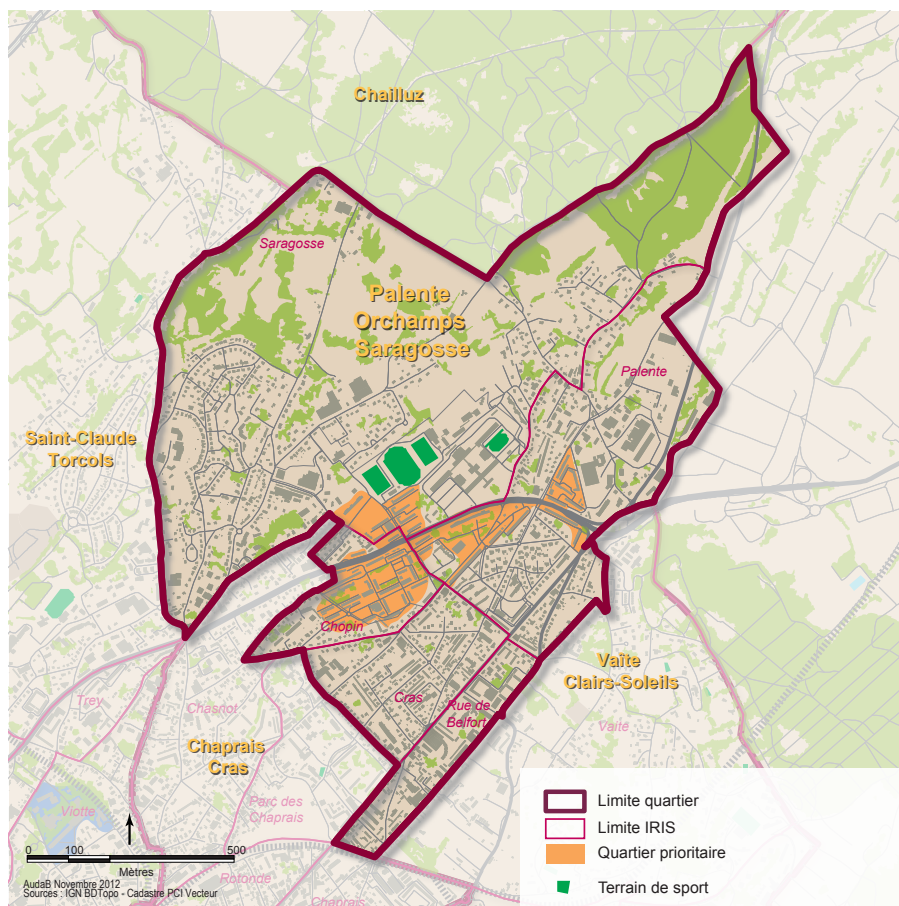 Chailluz
Saragosse
Palente
Orchamps
Saragosse
Palente
Saint-Claude
Torcols
Chopin
Vaîte
Clairs-Soleils
Cras
Rue de
Belfort
Trey
Chasnot
Vaite
Chaprais
Cras
Parc des
Chaprais
Viotte
Limite quartier
Limite IRIS
Quartier prioritaire
Terrain de sport
0 100 500
Mètres
Rotonde
Chaprais
AudaB Novembre 2012
Sources : IGN BDTopo - Cadastre PCI Vecteur